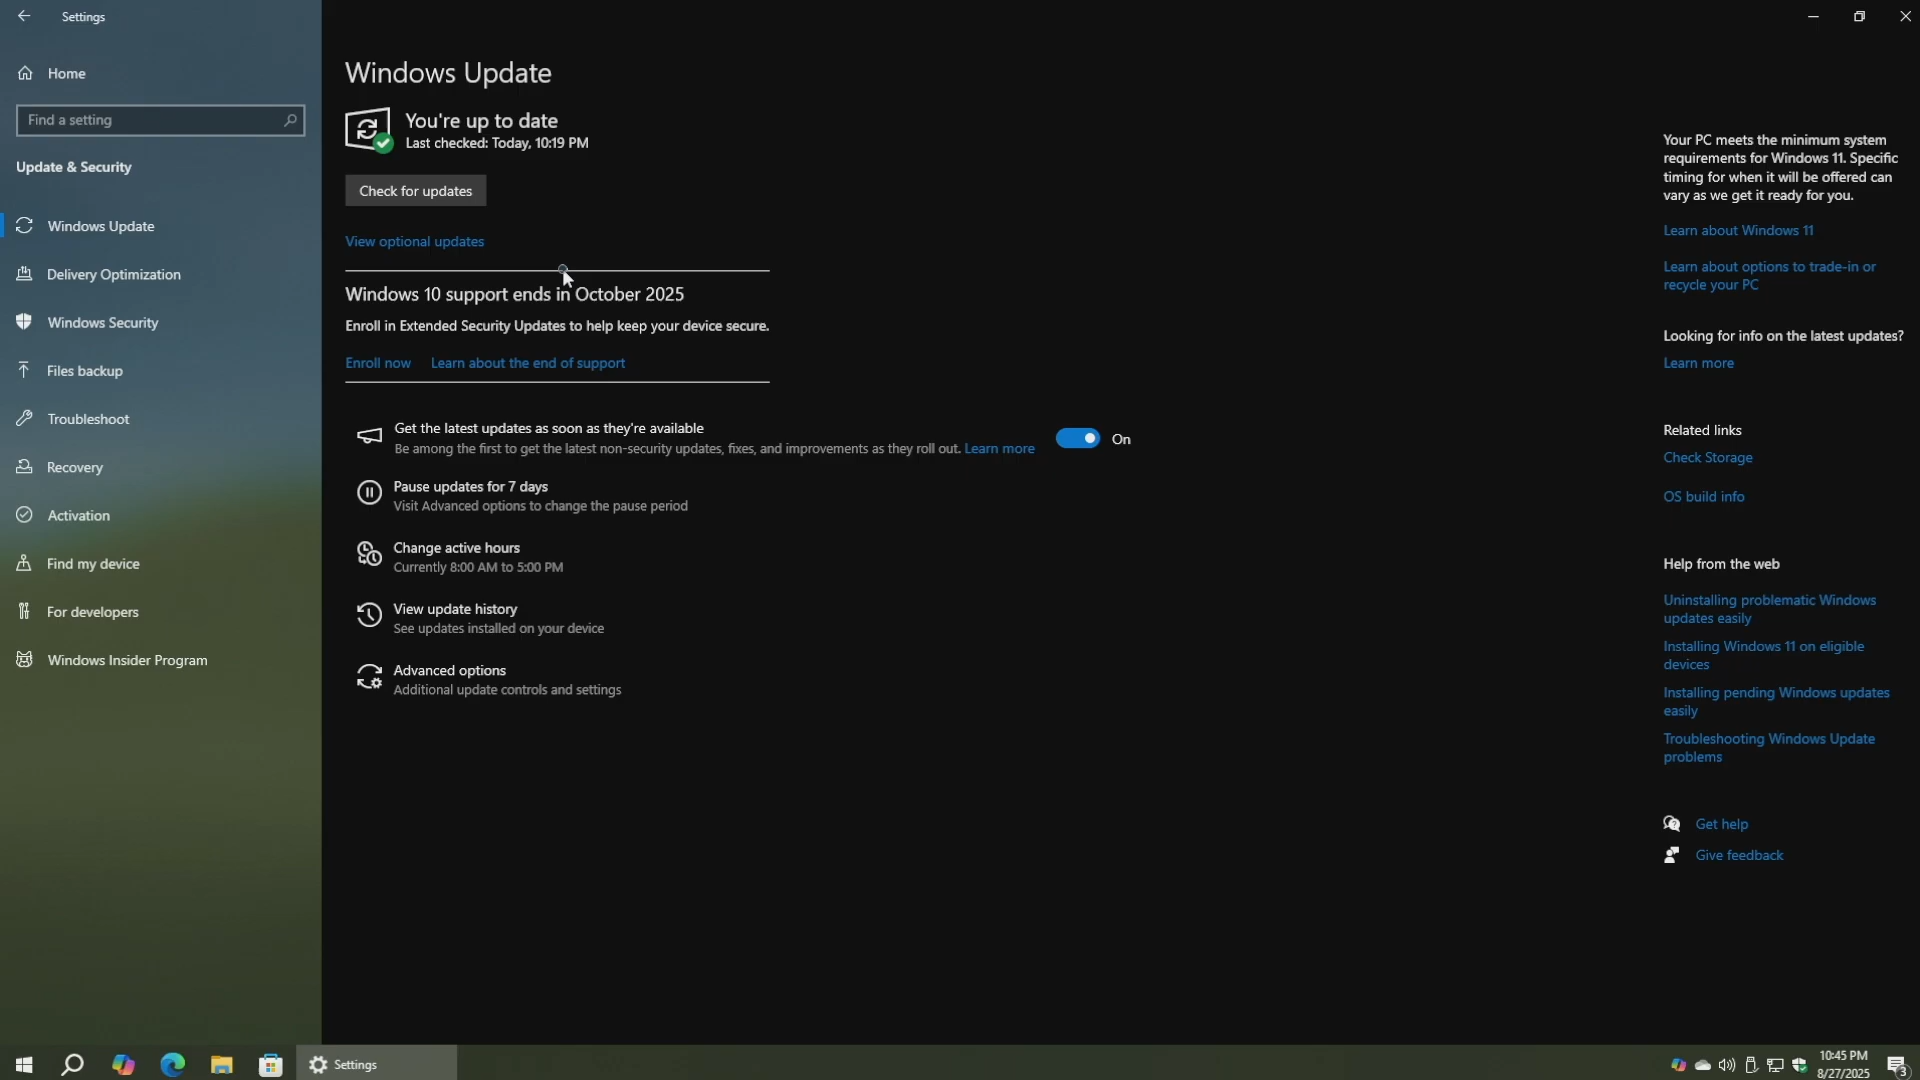 Settings
Home
Find a setting
Update & Security
Windows Update
Delivery Optimization
Windows Security
Files backup
Troubleshoot
Recovery
Activation
Find my device
For developers
Windows Insider Program
Windows Update
You're up to date
Last checked: Today, 10:19 PM
Check for updates
View optional updates
Windows 10 support ends in October 2025
Enroll in Extended Security Updates to help keep your device secure.
Enroll now Learn about the end of support
Get the latest updates as soon as they're available
Be among the first to get the latest non-security updates, fixes, and improvements as they roll out. Learn more
On
Pause updates for 7 days
Visit Advanced options to change the pause period
Change active hours
Currently 8:00 AM to 5:00 PM
View update history
See updates installed on your device
Advanced options
Additional update controls and settings
Your PC meets the minimum system
requirements for Windows 11. Specific
timing for when it will be offered can
vary as we get it ready for you.
Learn about Windows 11
Learn about options to trade-in or
recycle your PC
Looking for info on the latest updates?
Learn more
Related links
Check Storage
OS build info
Help from the web
Uninstalling problematic Windows
updates easily
Installing Windows 11 on eligible
devices
Installing pending Windows updates
easily
Troubleshooting Windows Update
problems
Get help
Give feedback
Settings
10:45 PM
8/27/2025
3